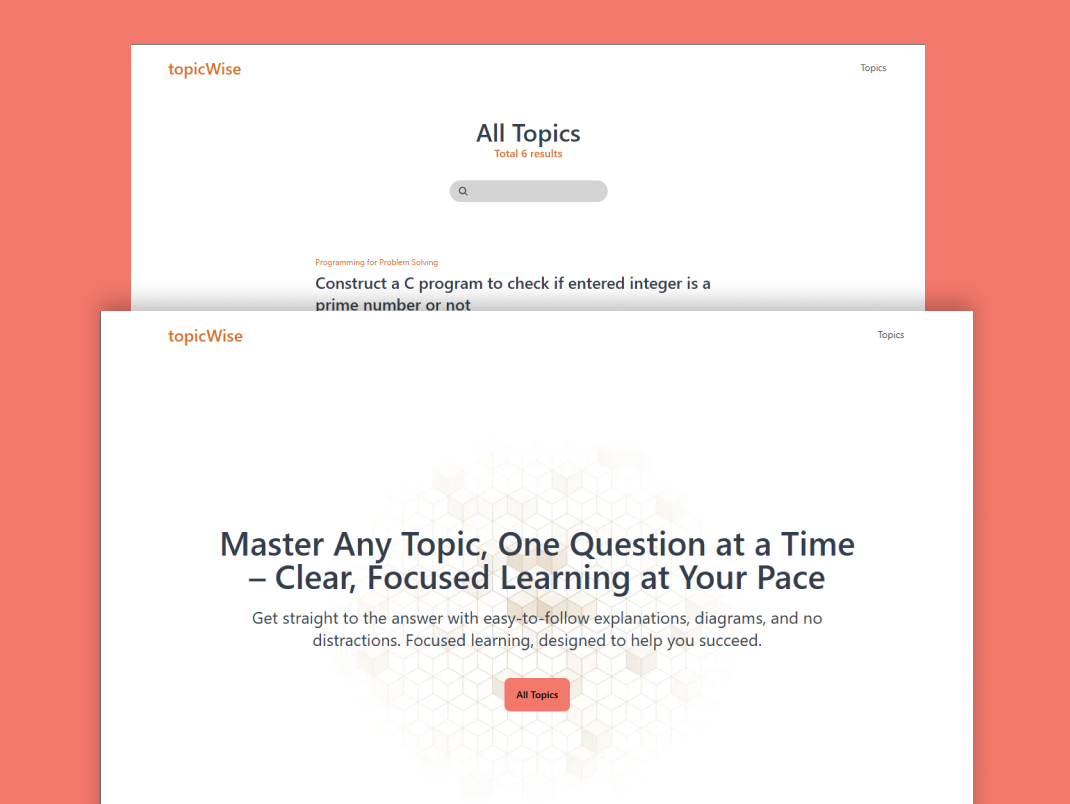 topicWise
Topics
All Topics
Total 6 results
Programming for Problem Solving
Construct a C program to check if entered integer is a
prime number or not
topicWise
Topics
Master Any Topic, One Question at a Time
– Clear, Focused Learning at Your Pace
Get straight to the answer with easy-to-follow explanations, diagrams, and no
distractions. Focused learning, designed to help you succeed.
All Topics